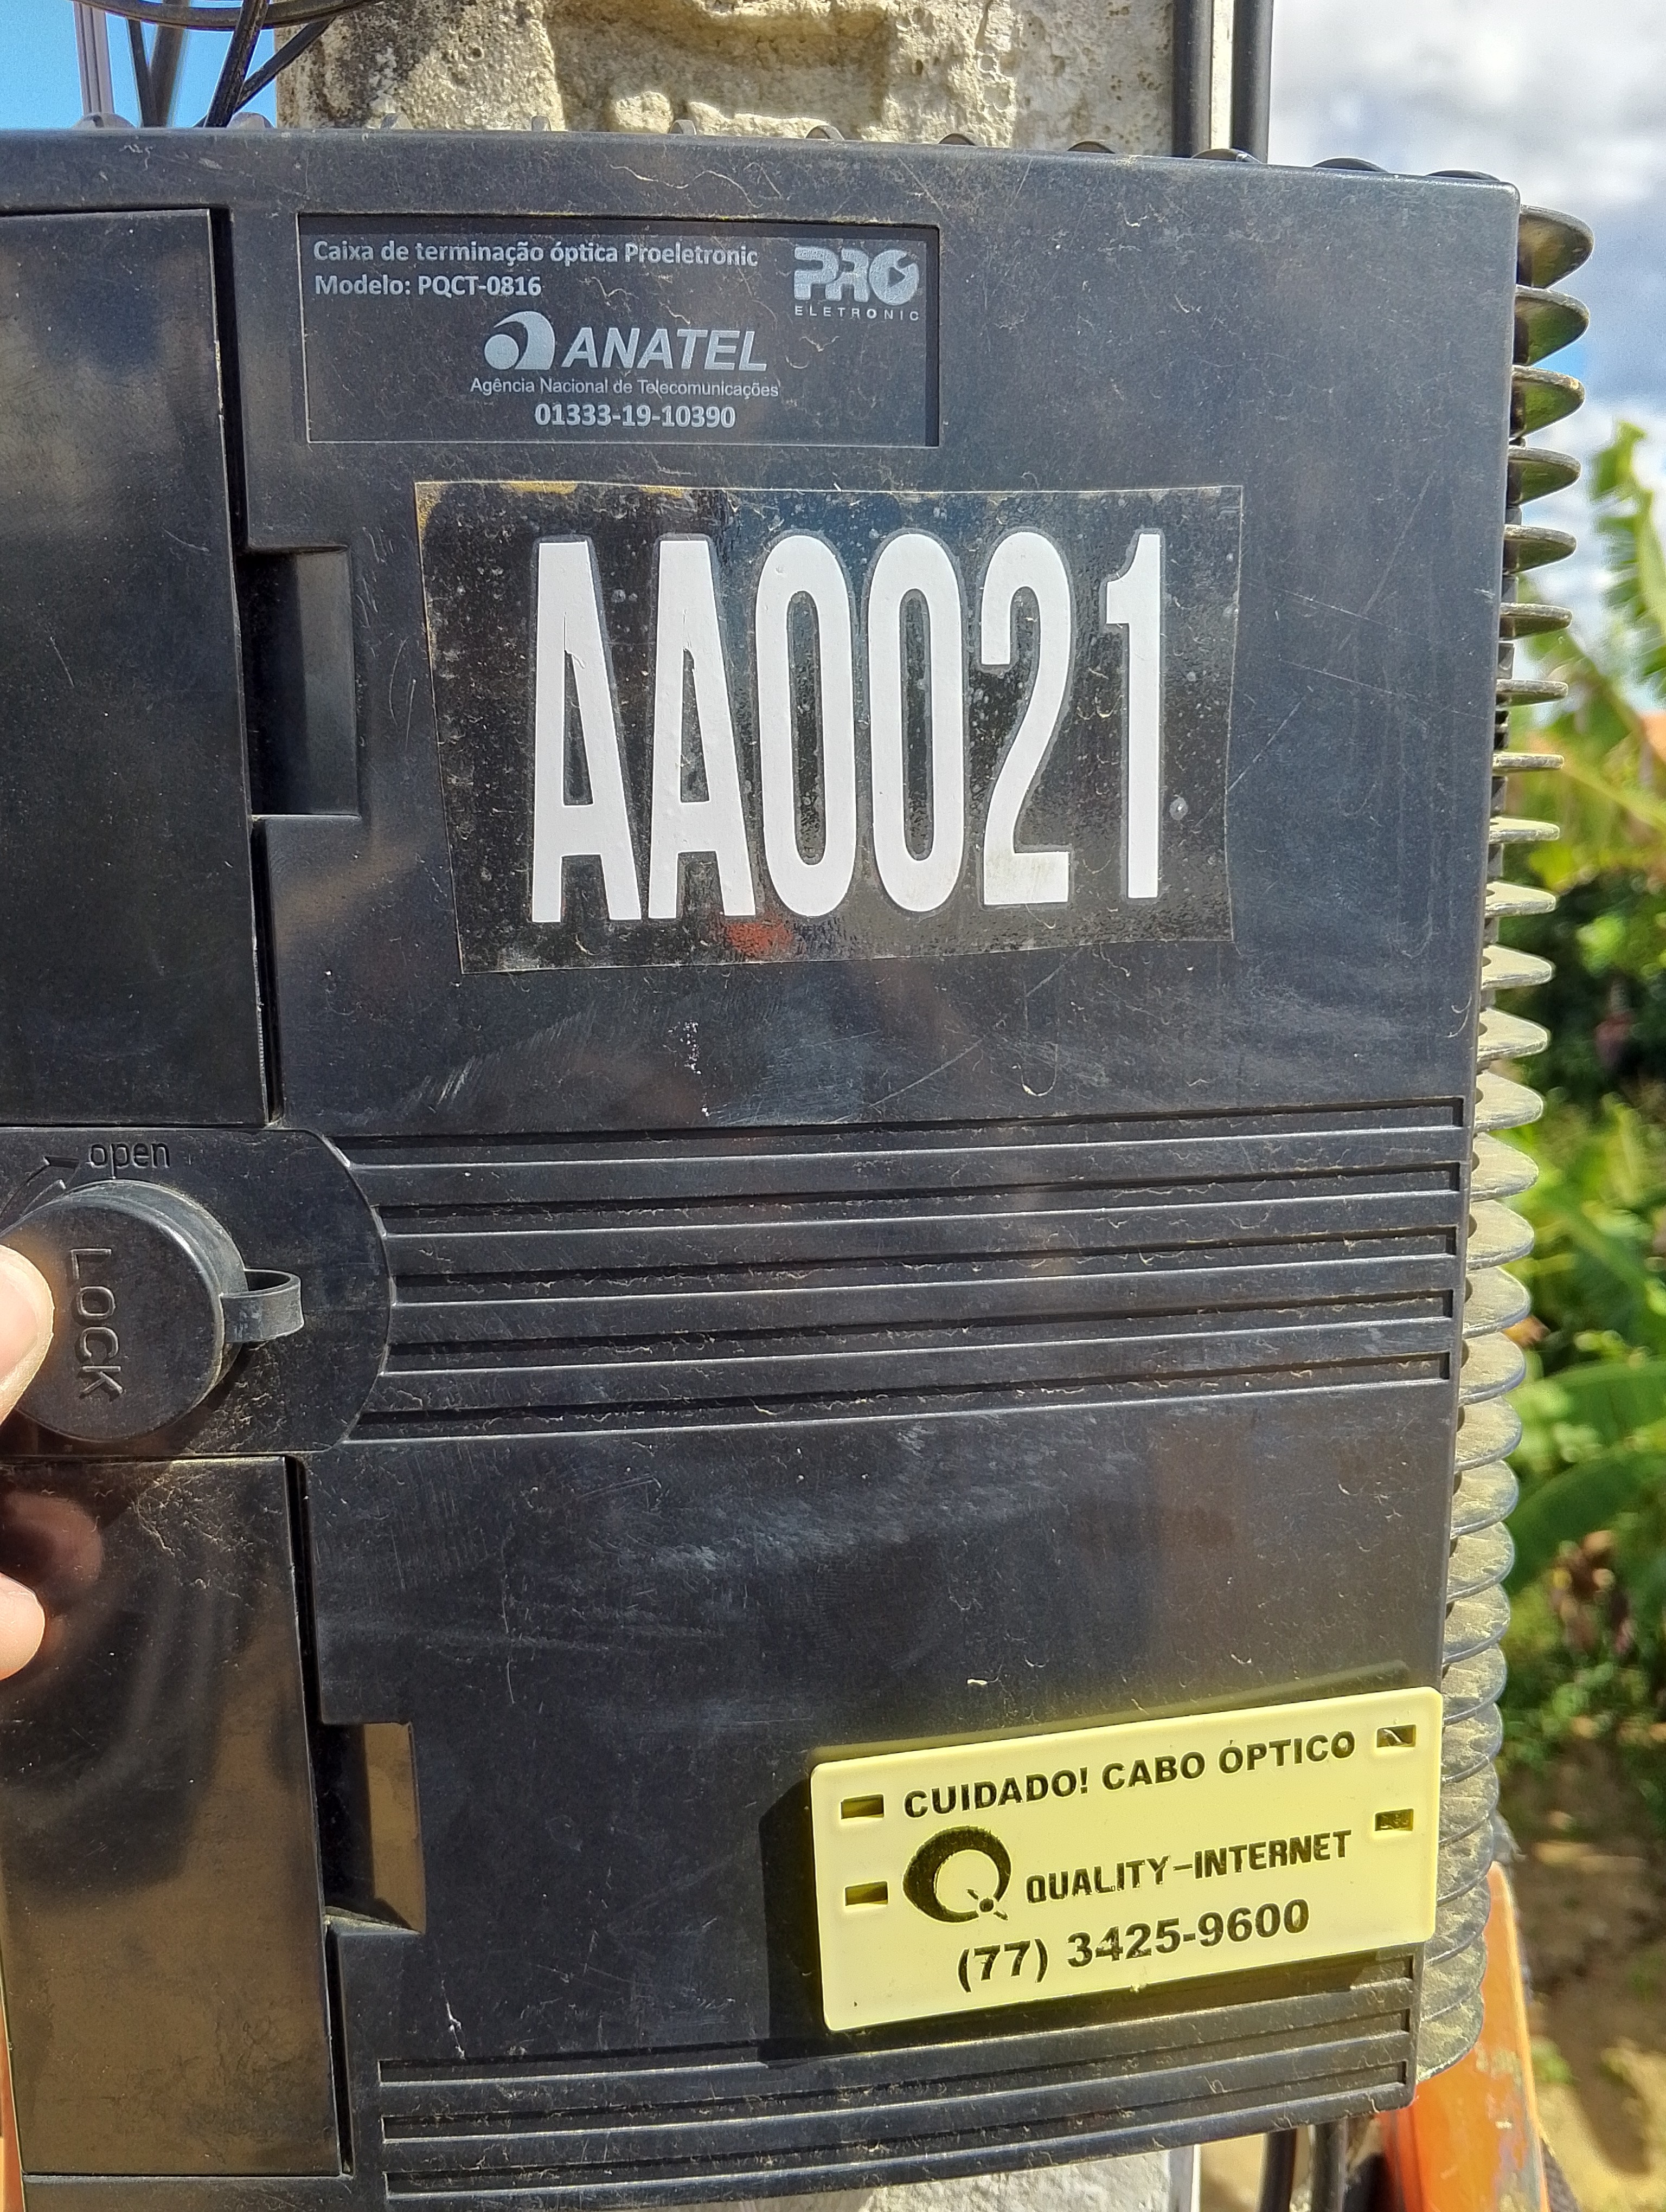 Caixa de terminação óptica Proeletronic
Modelo: PQCT-0816
PRO
ELETRONIC
ANATEL
Agência Nacional de Telecomunicações
01333-19-10390
AA0021
open
LOCK
CUIDADO! CABO ÓPTICO
QUALITY-INTERNET
(77) 3425-9600